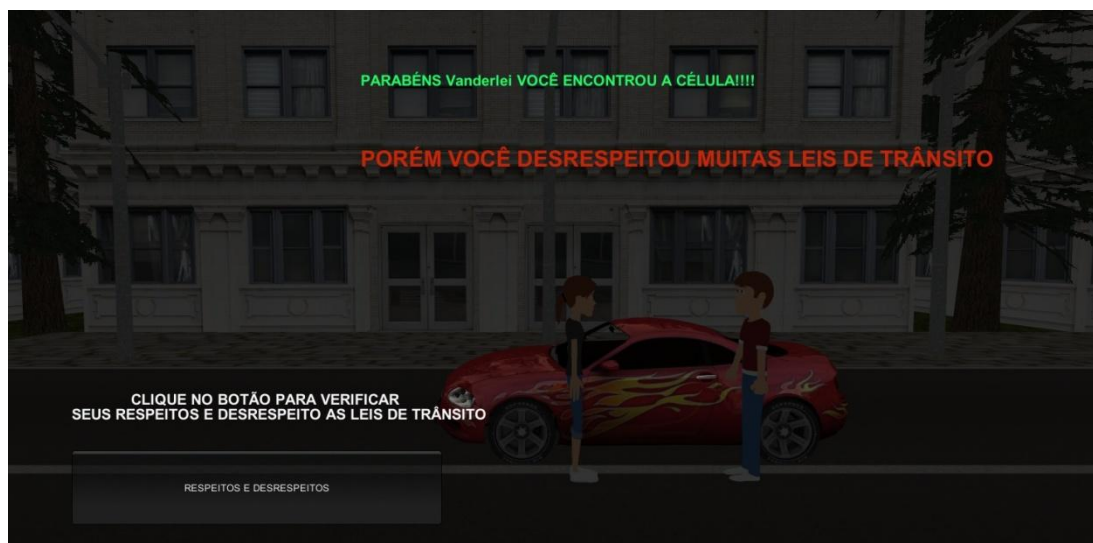 PARABÉNS Vanderlei VOCÊ ENCONTROU A CÉLULA!!!!
PORÉM VOCÊ DESRESPEITOU MUITAS LEIS DE TRÂNSITO
CLIQUE NO BOTÃO PARA VERIFICAR
SEUS RESPEITOS E DESRESPEITO AS LEIS DE TRÂNSITO
RESPEITOS E DESRESPEITOS